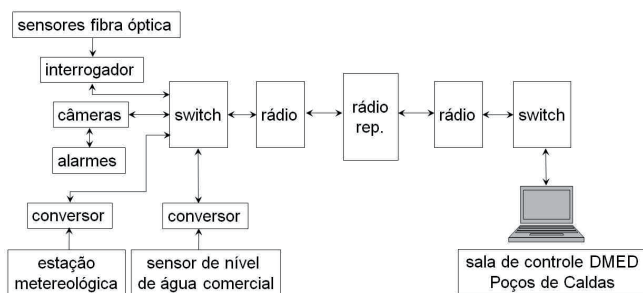 sensores fibra óptica
interrogador
câmeras
alarmes
switch
rádio
rádio
rep.
rádio
switch
conversor
conversor
estação
metereológica
sensor de nível
de água comercial
sala de controle DMED
Poços de Caldas